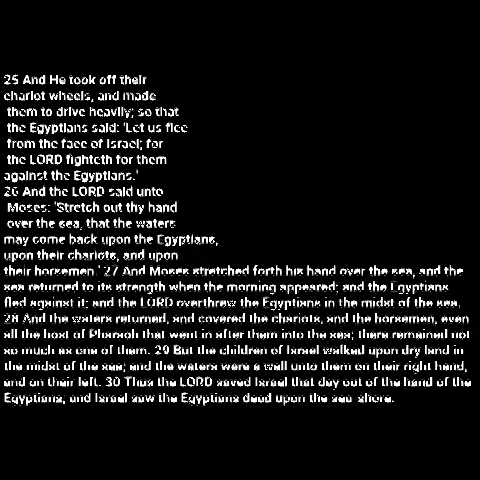 25 And He took off their
chariot wheels, and made
them to drive heavily; so that
the Egyptians said: 'Let us flee
from the face of Israel; for
the LORD fighteth for them
against the Egyptians.'
26 And the LORD said unto
Moses: 'Stretch out thy hand
over the sea, that the waters
may come back upon the Egyptians,
upon their chariots, and upon
their horsemen.' 27 And Moses stretched forth his hand over the sea, and the
sea returned to its strength when the morning appeared; and the Egyptians
fled against it; and the LORD overthrew the Egyptians in the midst of the sea.
28 And the waters returned, and covered the chariots, and the horsemen, even
all the host of Pharaoh that went in after them into the sea; there remained not
so much as one of them. 29 But the children of Israel walked upon dry land in
the midst of the sea; and the waters were a wall unto them on their right hand,
and on their left. 30 Thus the LORD saved Israel that day out of the hand of the
Egyptians; and Israel saw the Egyptians dead upon the sea-shore.